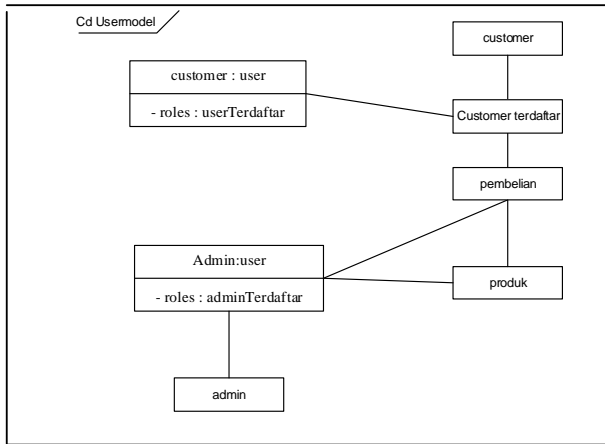 Cd Usermodel
customer
customer : user
- roles : userTerdaftar
Customer terdaftar
pembelian
Admin:user
- roles : adminTerdaftar
produk
admin